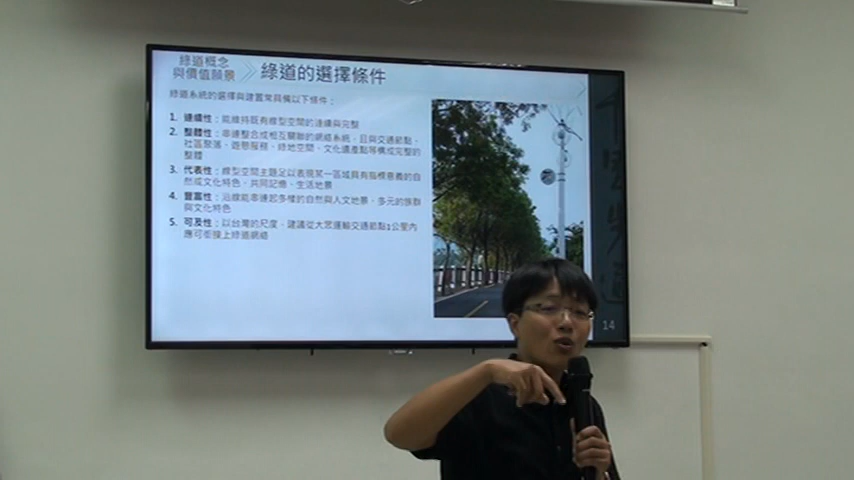 綠道概念
與價值願景
綠道的選擇條件
綠道系統的選擇與建置需具備以下條件：
1. 連續性：能維持既有線型空間的連續與完整
2. 整體性：串連整合成相互關聯的網絡系統，且與交通節點、
社區聚落、遊憩服務、綠地空間、文化遺產點等構成完整的
整體
3. 代表性：線型空間主題足以表現某一區域具有指標意義的自
然或文化特色、共同記憶、生活地景
4. 豐富性：沿線能串連起多樣的自然與人文地景、多元的族群
與文化特色
5. 可及性：以台灣的尺度，建議從大眾運輸交通節點1公里內
應可銜接上綠道網絡
14